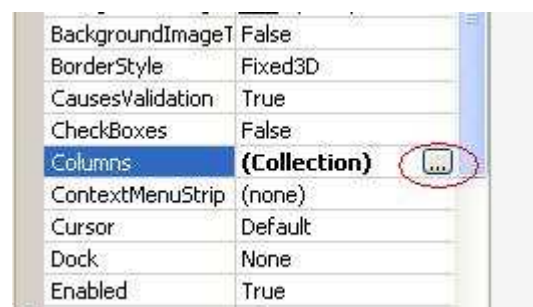 BackgroundImageT False
BorderStyle Fixed3D
CausesValidation True
CheckBoxes False
Columns (Collection) ...
ContextMenuStrip (none)
Cursor Default
Dock None
Enabled True